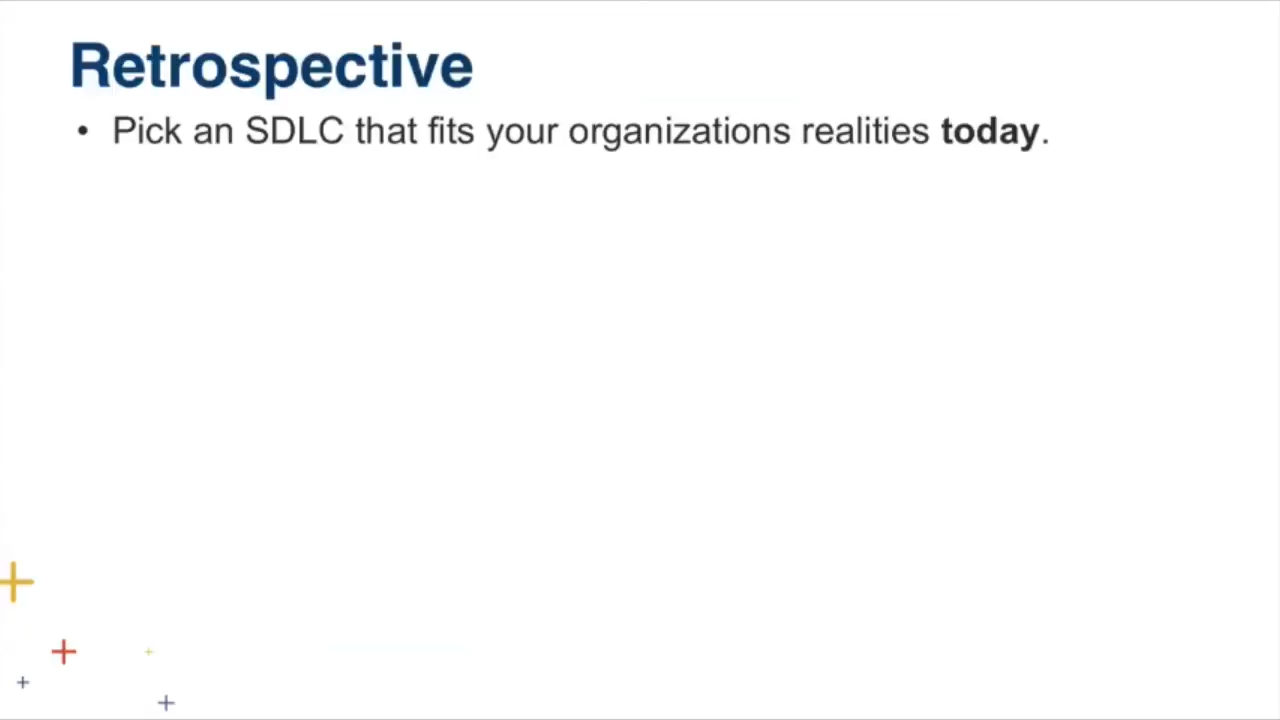 Retrospective
• Pick an SDLC that fits your organizations realities today.